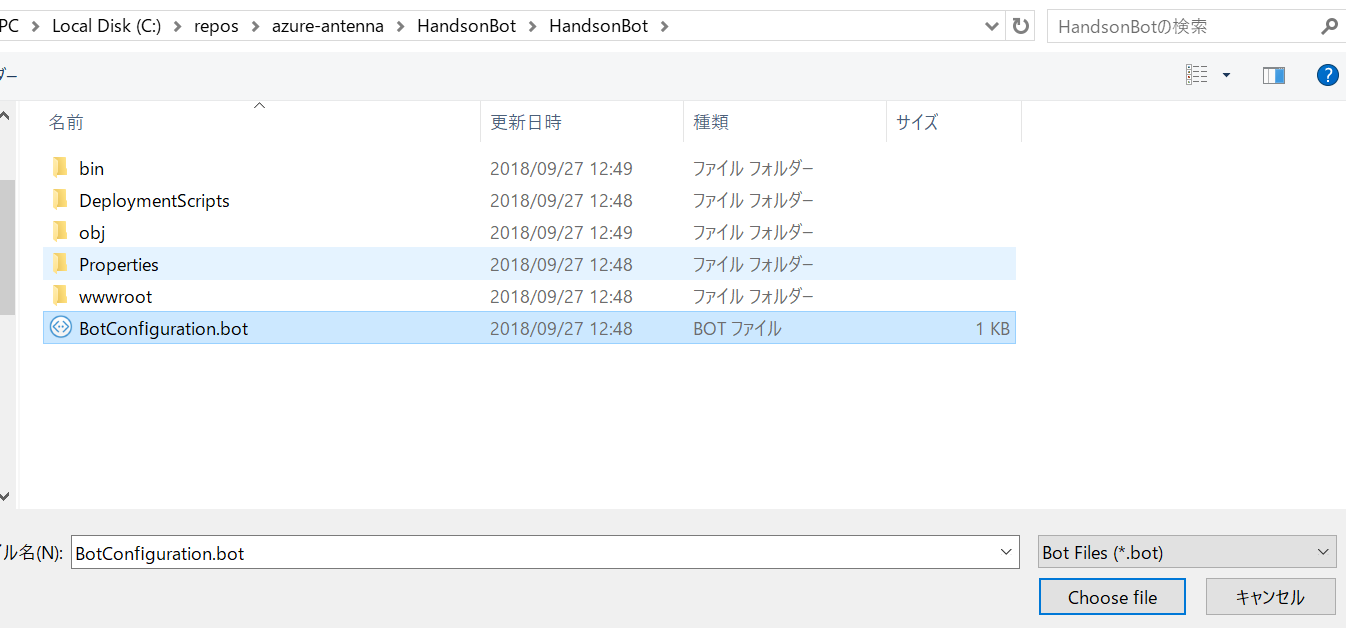 PC > Local Disk (C:) > repos > azure-antenna > HandsonBot > HandsonBot >
HandsonBotの検索
ダー
?
名前 更新日時 種類 サイズ
bin 2018/09/27 12:49 ファイル フォルダー
DeploymentScripts 2018/09/27 12:48 ファイル フォルダー
obj 2018/09/27 12:49 ファイル フォルダー
Properties 2018/09/27 12:48 ファイル フォルダー
wwwroot 2018/09/27 12:48 ファイル フォルダー
BotConfiguration.bot 2018/09/27 12:48 BOT ファイル 1 KB
イル名(N): BotConfiguration.bot Bot Files (*.bot)
Choose file キャンセル